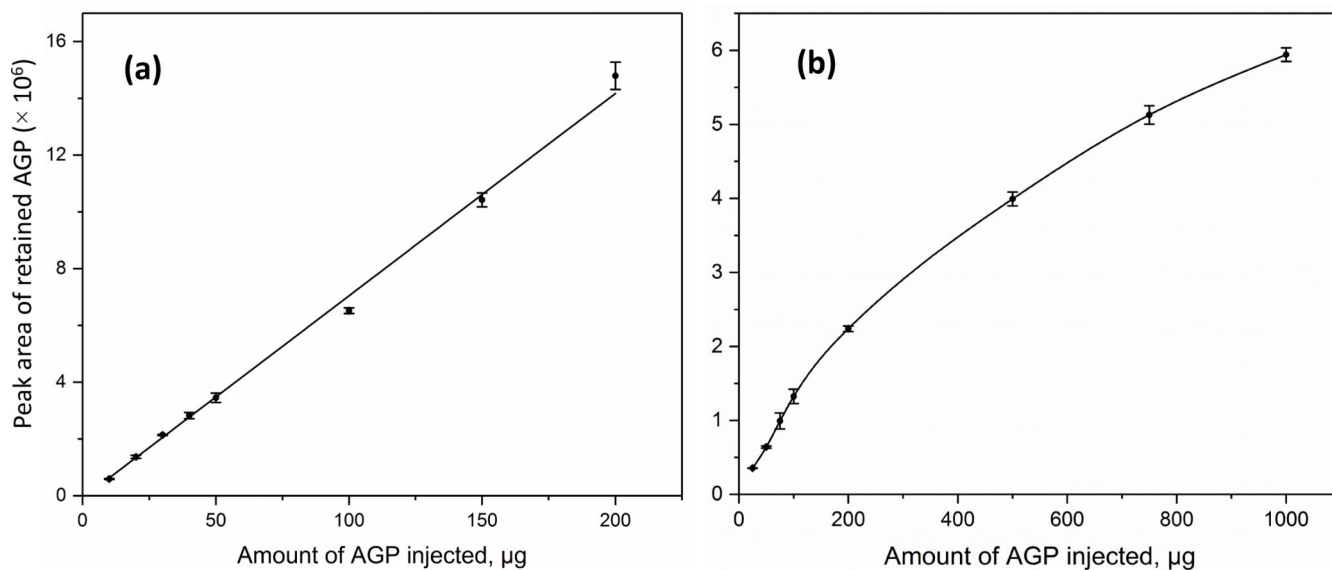 (a)
Peak area of retained AGP (× 10⁶)
16
12
8
4
0
0 50 100 150 200
Amount of AGP injected, µg
(b)
6
5
4
3
2
1
0
0 200 400 600 800 1000
Amount of AGP injected, µg